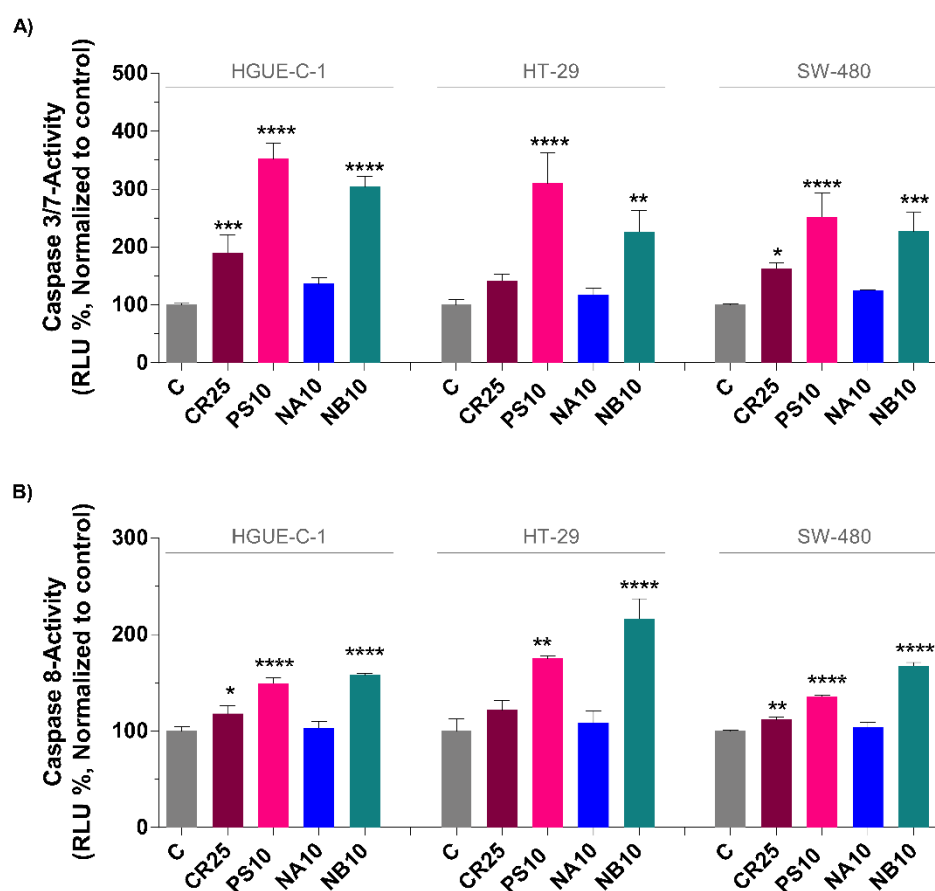 A)
HGUE-C-1 HT-29 SW-480
Caspase 3/7-Activity
(RLU %, Normalized to control)
500
400
300
200
100
0
*** **** **** **** ** * **** ***
C CR25 PS10 NA10 NB10 C CR25 PS10 NA10 NB10 C CR25 PS10 NA10 NB10
B)
HGUE-C-1 HT-29 SW-480
Caspase 8-Activity
(RLU %, Normalized to control)
300
200
100
0
* **** **** ** **** ** **** ****
C CR25 PS10 NA10 NB10 C CR25 PS10 NA10 NB10 C CR25 PS10 NA10 NB10